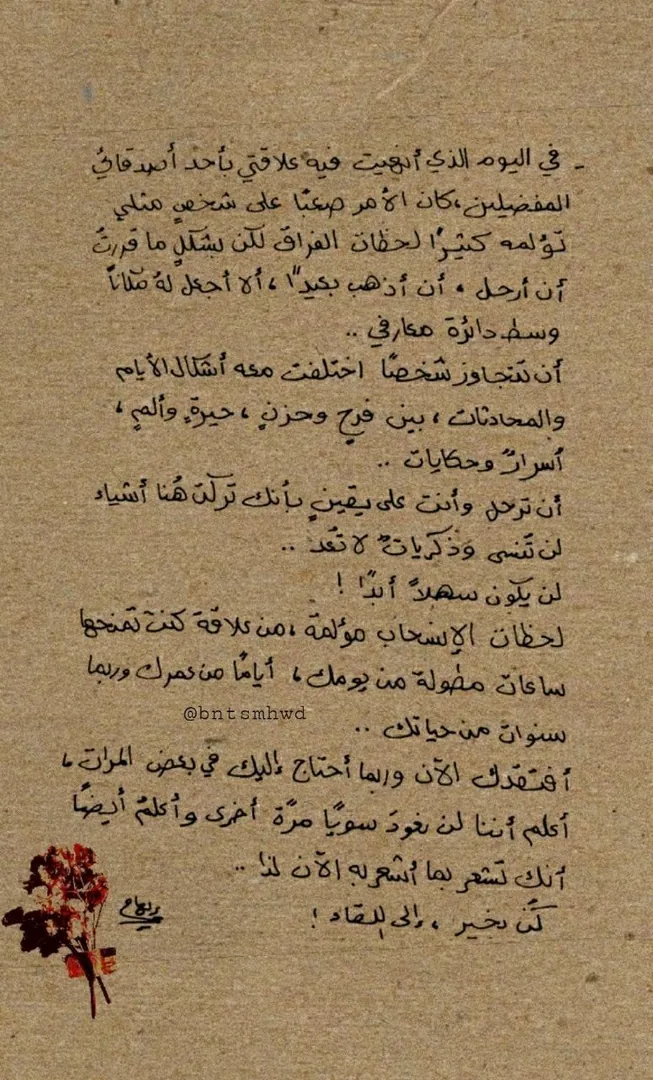 - في اليوم الذي أنهيت فيه علاقتي بأحد أصدقائي
المفضلين، كان الأمر صعبًا على شخصٍ مثلي
تؤلمه كثيرًا لحظات الفراق لكن بشكلٍ ما قررتُ
أن أرحل، أن أذهب بعيدًا، ألا أجعل لهُ مكانًا
وسط دائرة معارفي ..
أن تتجاوز شخصًا اختلفت معه أشكال الأيام
والمحادثات، بين فرحٍ وحزنٍ، حيرةٍ وألمٍ،
أسرارٌ وحكايات ..
أن ترحل وأنت على يقينٍ بأنك تركت هُنا أشياء
لن تُنسى وَذكرياتٌ لا تُعد ..
لن يكون سهلاً أبدًا !
لحظات الإنسحاب مؤلمة، من علاقة كنت تمنحها
ساعات مطولة من يومك، أيامًا من عمرك وربما
سنوات من حياتك ..
@bntsmhwd
أفتقدك الآن وربما أحتاج إليك في بعض المرات،
أعلم أننا لن نعودَ سويًا مرّة أخرى وأعلمُ أيضًا
أنك تشعر بما أشعر به الآن لذا ..
كُن بخير، إلى اللقاء !
ريهام